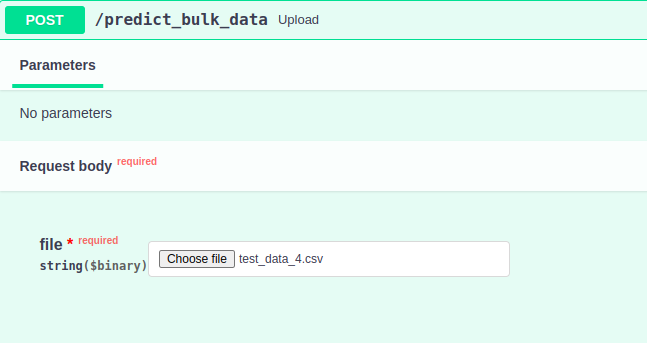 POST /predict_bulk_data Upload
Parameters
No parameters
Request body required
file * required
string($binary) Choose file test_data_4.csv